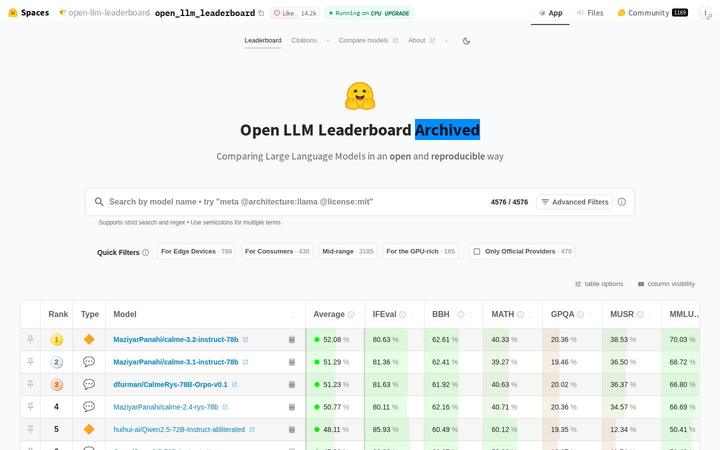 Spaces open-llm-leaderboard/open_llm_leaderboard Like 14.2k Running on CPU UPGRADE App Files Community 1169
Leaderboard Citations Compare models About
Open LLM Leaderboard Archived
Comparing Large Language Models in an open and reproducible way
Search by model name • try "meta @architecture:llama @license:mit" 4576 / 4576 Advanced Filters
Supports strict search and regex • Use semicolons for multiple terms
Quick Filters For Edge Devices · 786 For Consumers · 430 Mid-range · 3185 For the GPU-rich · 165 Only Official Providers · 470
table options column visibility
Rank Type Model Average IFEval BBH MATH GPQA MUSR MMLU...
1 MaziyarPanahi/calme-3.2-instruct-78b 52.08 % 80.63 % 62.61 % 40.33 % 20.36 % 38.53 % 70.03 %
2 MaziyarPanahi/calme-3.1-instruct-78b 51.29 % 81.36 % 62.41 % 39.27 % 19.46 % 36.50 % 68.72 %
3 dfurman/CalmeRys-78B-Orpo-v0.1 51.23 % 81.63 % 61.92 % 40.63 % 20.02 % 36.37 % 66.80 %
4 MaziyarPanahi/calme-2.4-rys-78b 50.77 % 80.11 % 62.16 % 40.71 % 20.36 % 34.57 % 66.69 %
5 huihui-ai/Qwen2.5-72B-Instruct-abliterated 48.11 % 85.93 % 60.49 % 60.12 % 19.35 % 12.34 % 50.41 %